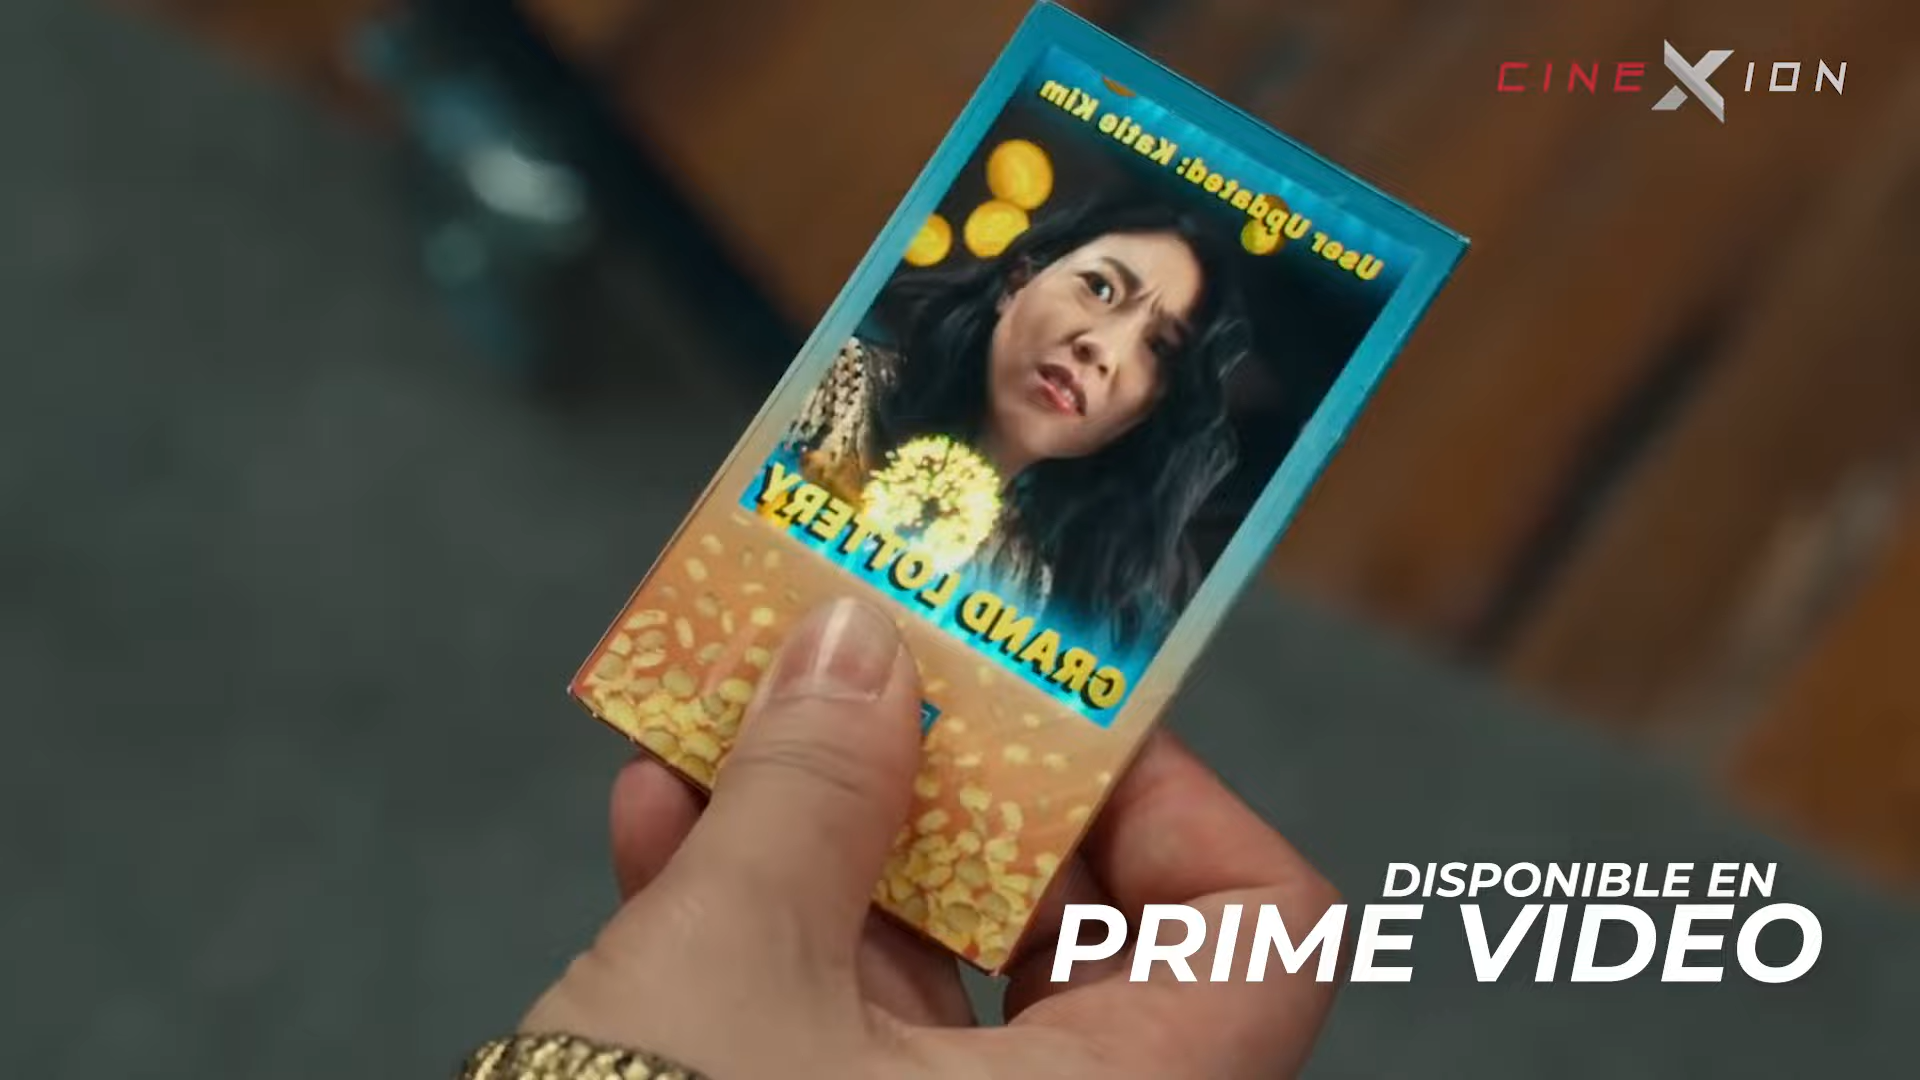 CINEXION
User Updated: Katie Kim
GRAND LOTTERY
DISPONIBLE EN
PRIME VIDEO